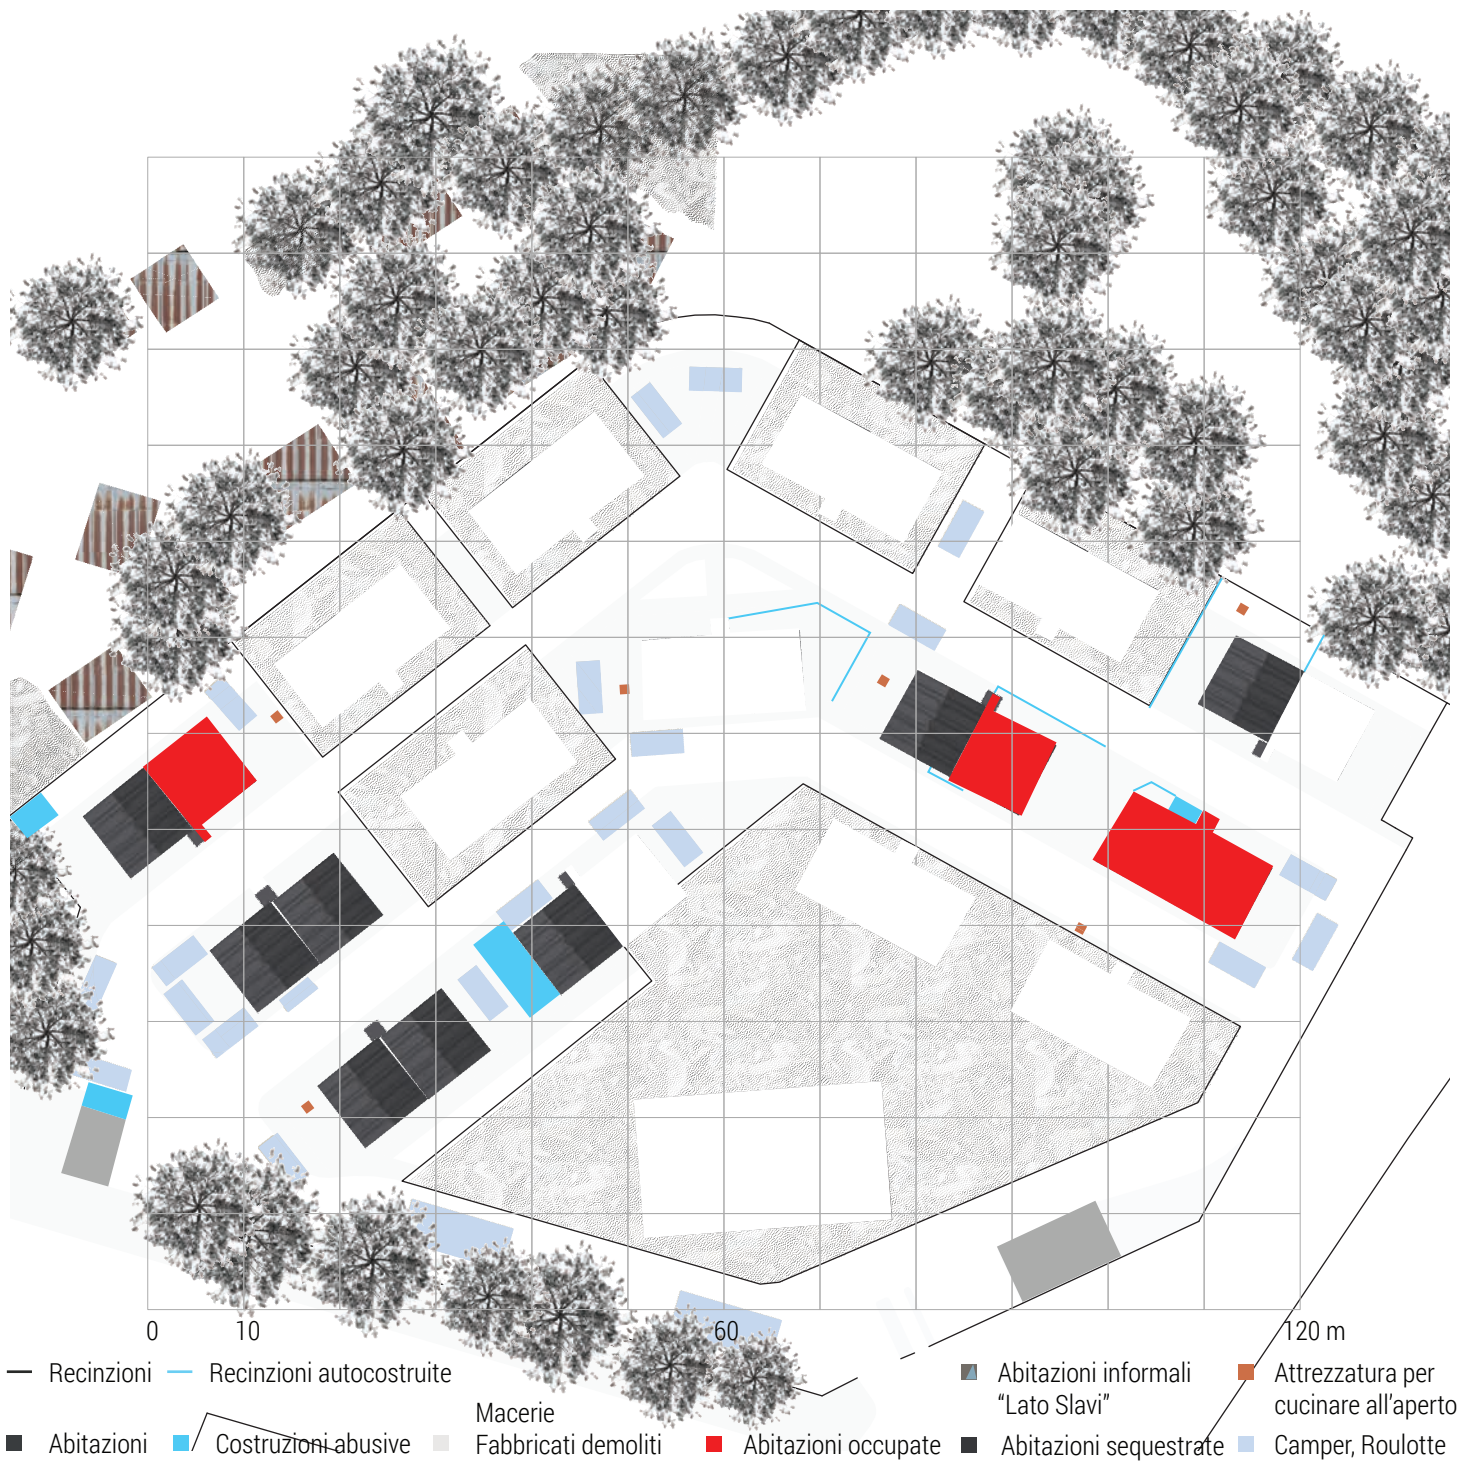 0 10 60 120 m
Recinzioni Recinzioni autocostruite Abitazioni informali Attrezzatura per
“Lato Slavi” cucinare all’aperto
Macerie
Abitazioni Costruzioni abusive Fabbricati demoliti Abitazioni occupate Abitazioni sequestrate Camper, Roulotte